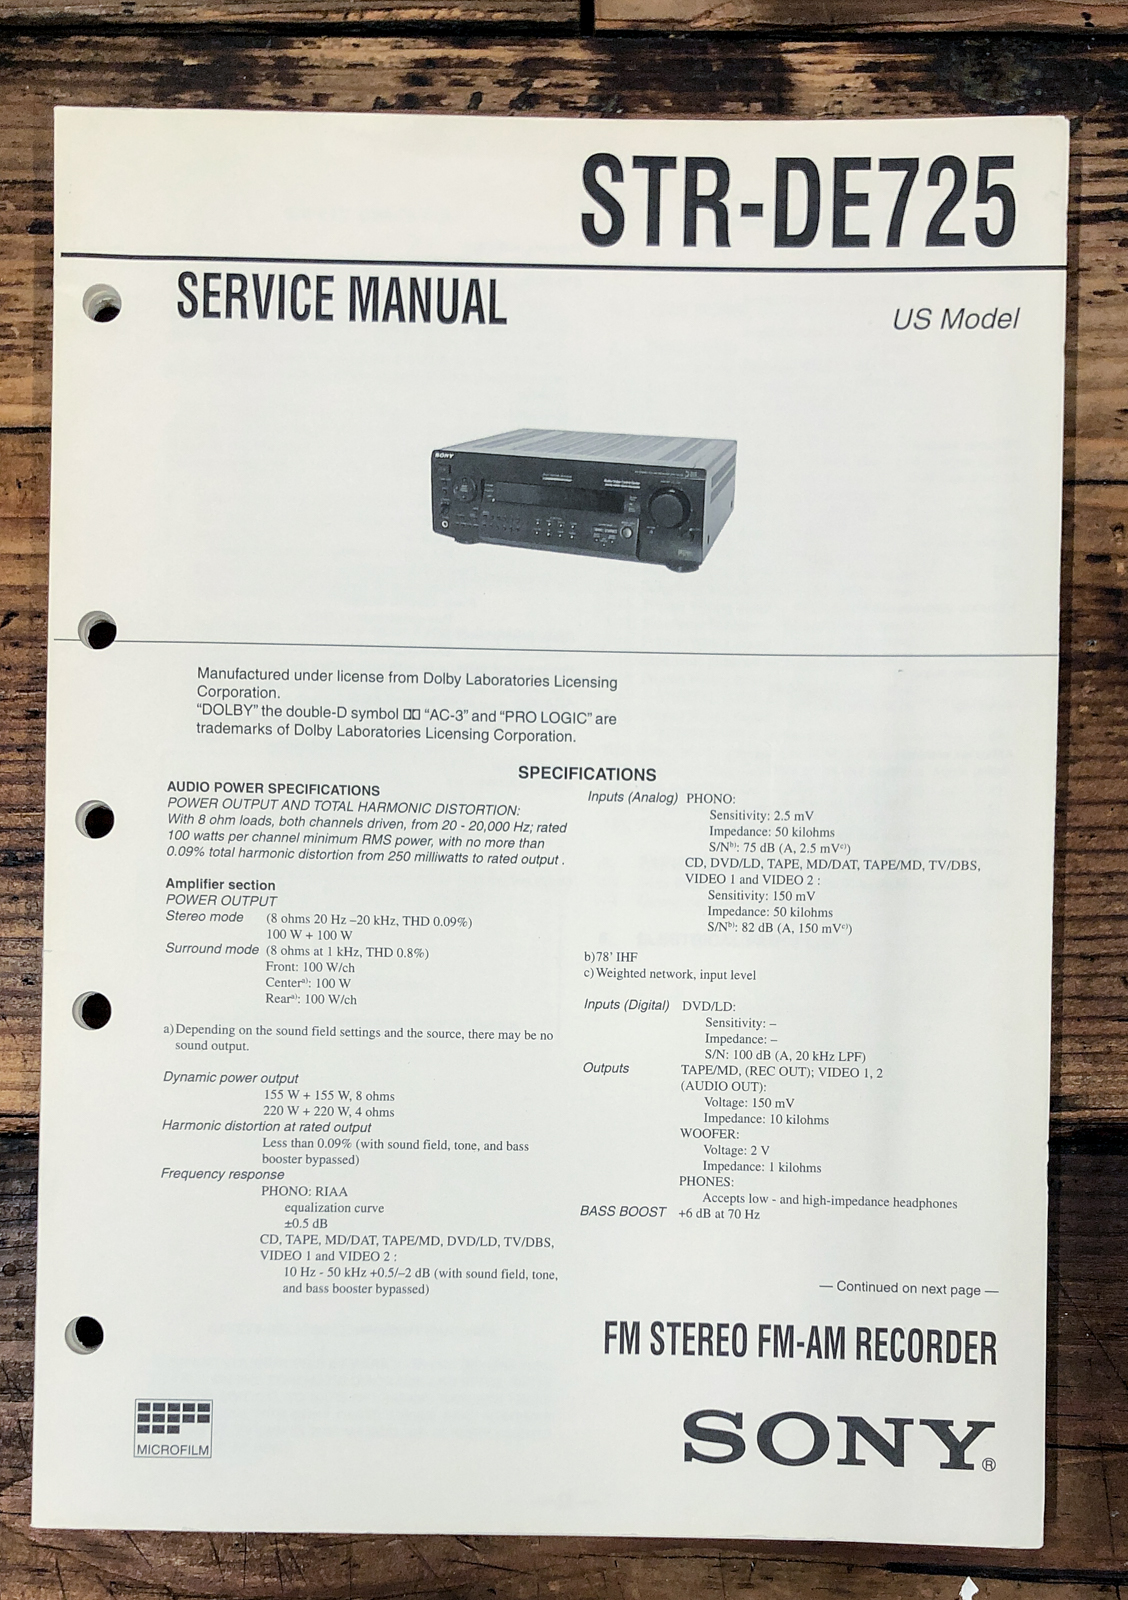 STR-DE725
SERVICE MANUAL
US Model
SONY
Manufactured under license from Dolby Laboratories Licensing
Corporation.
“DOLBY” the double-D symbol “AC-3” and “PRO LOGIC” are
trademarks of Dolby Laboratories Licensing Corporation.
SPECIFICATIONS
AUDIO POWER SPECIFICATIONS
POWER OUTPUT AND TOTAL HARMONIC DISTORTION:
With 8 ohm loads, both channels driven, from 20 - 20,000 Hz; rated
100 watts per channel minimum RMS power, with no more than
0.09% total harmonic distortion from 250 milliwatts to rated output .
Amplifier section
POWER OUTPUT
Stereo mode (8 ohms 20 Hz –20 kHz, THD 0.09%)
100 W + 100 W
Surround mode (8 ohms at 1 kHz, THD 0.8%)
Front: 100 W/ch
Centera): 100 W
Reara): 100 W/ch
a) Depending on the sound field settings and the source, there may be no
sound output.
Dynamic power output
155 W + 155 W, 8 ohms
220 W + 220 W, 4 ohms
Harmonic distortion at rated output
Less than 0.09% (with sound field, tone, and bass
booster bypassed)
Frequency response
PHONO: RIAA
equalization curve
±0.5 dB
CD, TAPE, MD/DAT, TAPE/MD, DVD/LD, TV/DBS,
VIDEO 1 and VIDEO 2 :
10 Hz - 50 kHz +0.5/–2 dB (with sound field, tone,
and bass booster bypassed)
Inputs (Analog) PHONO:
Sensitivity: 2.5 mV
Impedance: 50 kilohms
S/Nb): 75 dB (A, 2.5 mVc))
CD, DVD/LD, TAPE, MD/DAT, TAPE/MD, TV/DBS,
VIDEO 1 and VIDEO 2 :
Sensitivity: 150 mV
Impedance: 50 kilohms
S/Nb): 82 dB (A, 150 mVc))
b)78’ IHF
c) Weighted network, input level
Inputs (Digital) DVD/LD:
Sensitivity: –
Impedance: –
S/N: 100 dB (A, 20 kHz LPF)
Outputs TAPE/MD, (REC OUT); VIDEO 1, 2
(AUDIO OUT):
Voltage: 150 mV
Impedance: 10 kilohms
WOOFER:
Voltage: 2 V
Impedance: 1 kilohms
PHONES:
Accepts low - and high-impedance headphones
BASS BOOST +6 dB at 70 Hz
— Continued on next page —
FM STEREO FM-AM RECORDER
MICROFILM
SONY®